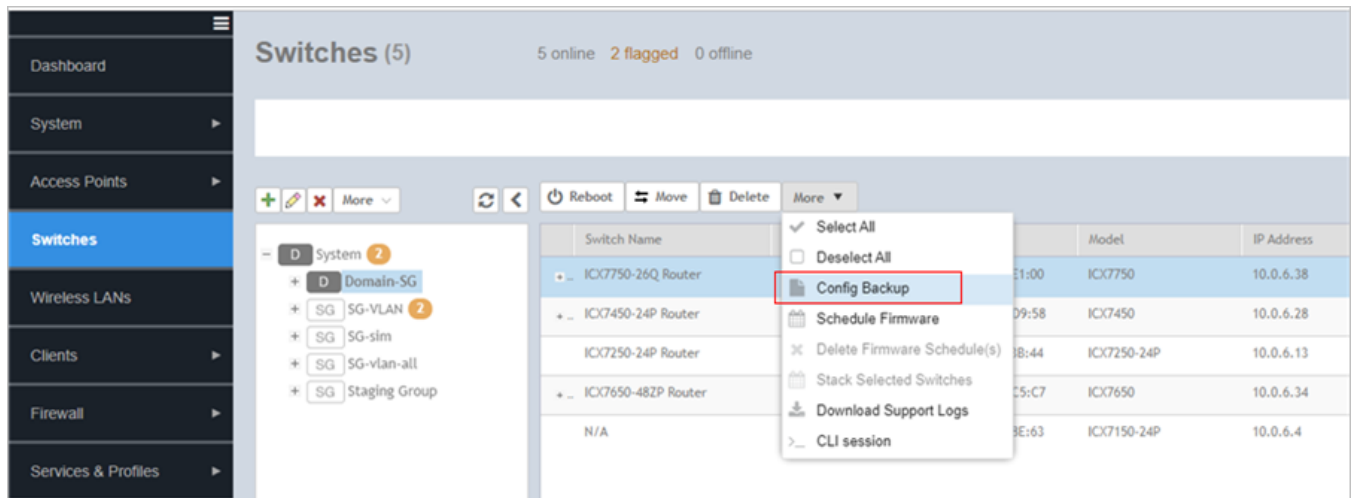 Switches (5)
5 online 2 flagged 0 offline
Dashboard
System
Access Points
Switches
Wireless LANs
Clients
Firewall
Services & Profiles
More
D System 2
D Domain-SG
SG SG-VLAN 2
SG SG-sim
SG SG-vlan-all
SG Staging Group
Reboot Move Delete More
Select All
Deselect All
Config Backup
Schedule Firmware
Delete Firmware Schedule(s)
Stack Selected Switches
Download Support Logs
CLI session
Switch Name Model IP Address
ICX7750-26Q Router E1:00 ICX7750 10.0.6.38
ICX7450-24P Router 09:58 ICX7450 10.0.6.28
ICX7250-24P Router 3B:44 ICX7250-24P 10.0.6.13
ICX7650-48ZP Router C5:C7 ICX7650 10.0.6.34
N/A BE:63 ICX7150-24P 10.0.6.4